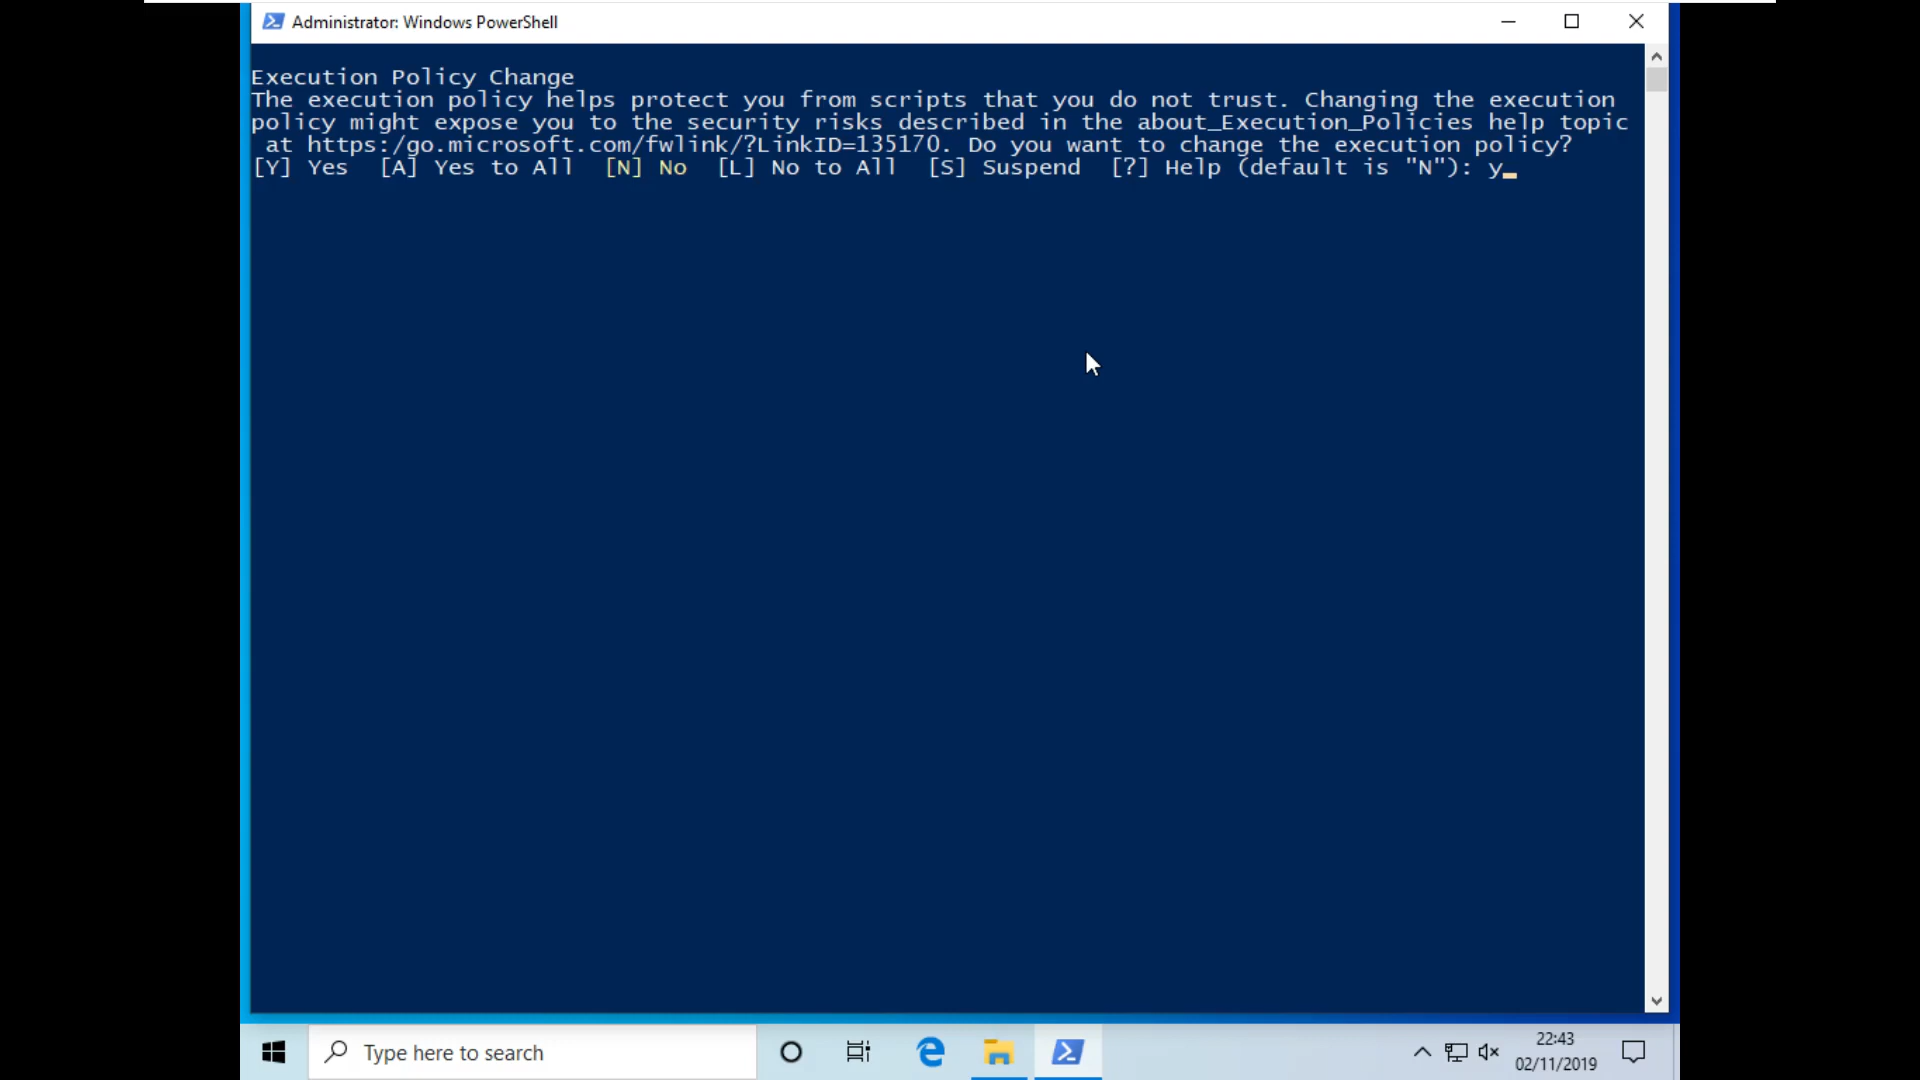 Administrator: Windows PowerShell
Execution Policy Change
The execution policy helps protect you from scripts that you do not trust. Changing the execution
policy might expose you to the security risks described in the about_Execution_Policies help topic
at https:/go.microsoft.com/fwlink/?LinkID=135170. Do you want to change the execution policy?
[Y] Yes  [A] Yes to All  [N] No  [L] No to All  [S] Suspend  [?] Help (default is "N"): y
Type here to search
22:43
02/11/2019